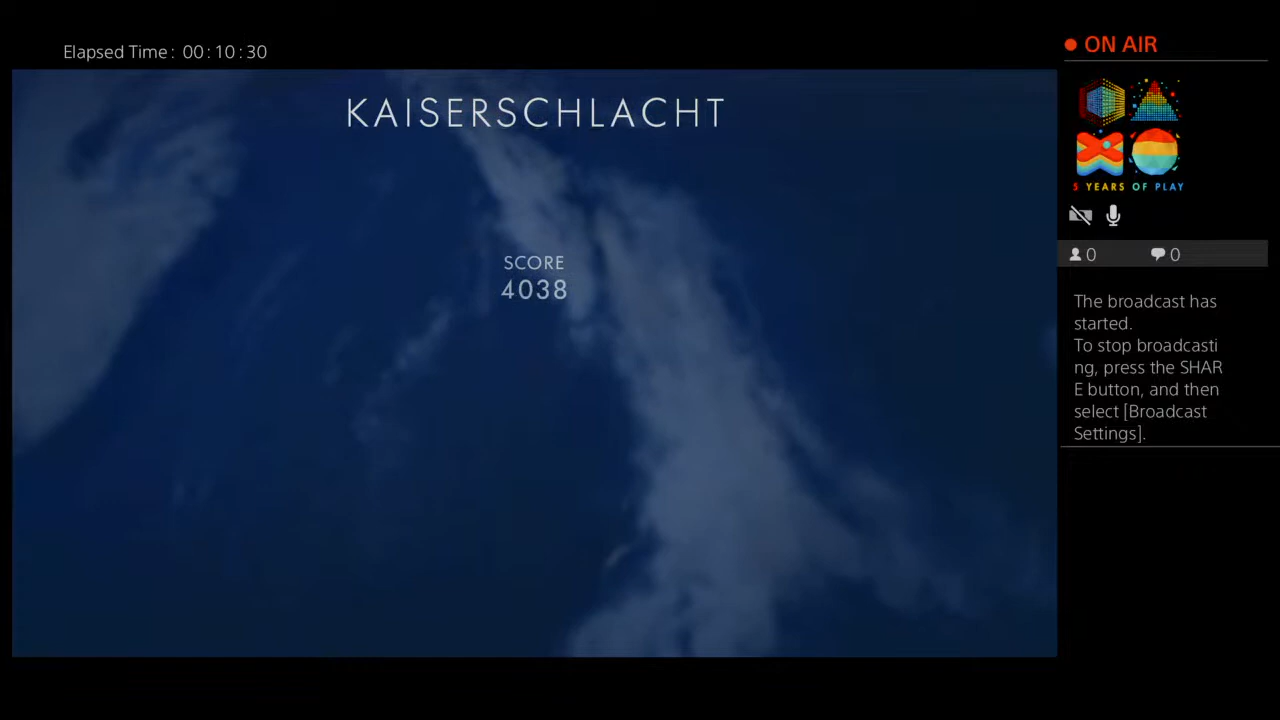 Elapsed Time: 00:10:30
ON AIR
KAISERSCHLACHT
5 YEARS OF PLAY
SCORE
4038
0 0
The broadcast has
started.
To stop broadcasti
ng, press the SHAR
E button, and then
select [Broadcast
Settings].